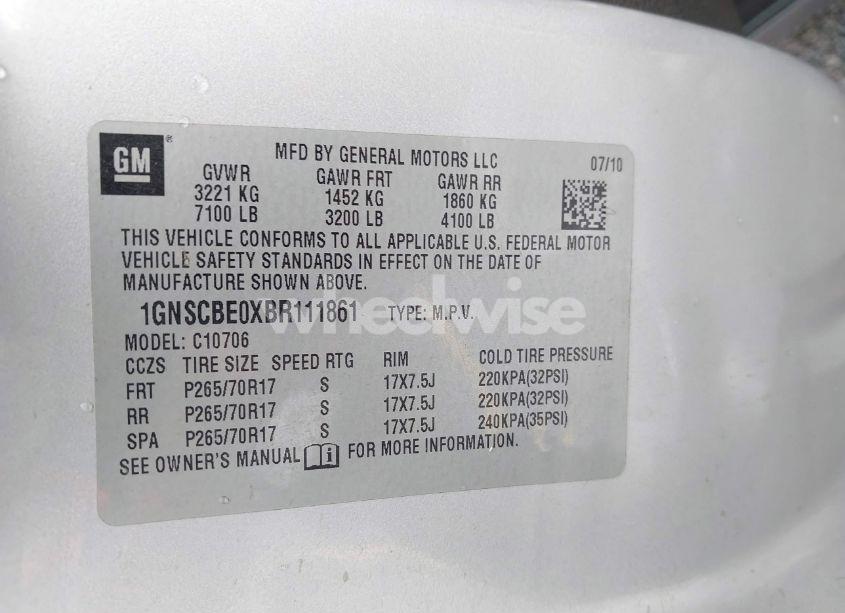 GM ®
MFD BY GENERAL MOTORS LLC 07/10
GVWR GAWR FRT GAWR RR
3221 KG 1452 KG 1860 KG
7100 LB 3200 LB 4100 LB
THIS VEHICLE CONFORMS TO ALL APPLICABLE U.S. FEDERAL MOTOR
VEHICLE SAFETY STANDARDS IN EFFECT ON THE DATE OF
MANUFACTURE SHOWN ABOVE.
1GNSCBE0XBR111861 TYPE: M.P.V.
wheelwise
MODEL: C10706
CCZS TIRE SIZE SPEED RTG RIM COLD TIRE PRESSURE
FRT P265/70R17 S 17X7.5J 220KPA(32PSI)
RR P265/70R17 S 17X7.5J 220KPA(32PSI)
SPA P265/70R17 S 17X7.5J 240KPA(35PSI)
SEE OWNER'S MANUAL i FOR MORE INFORMATION.